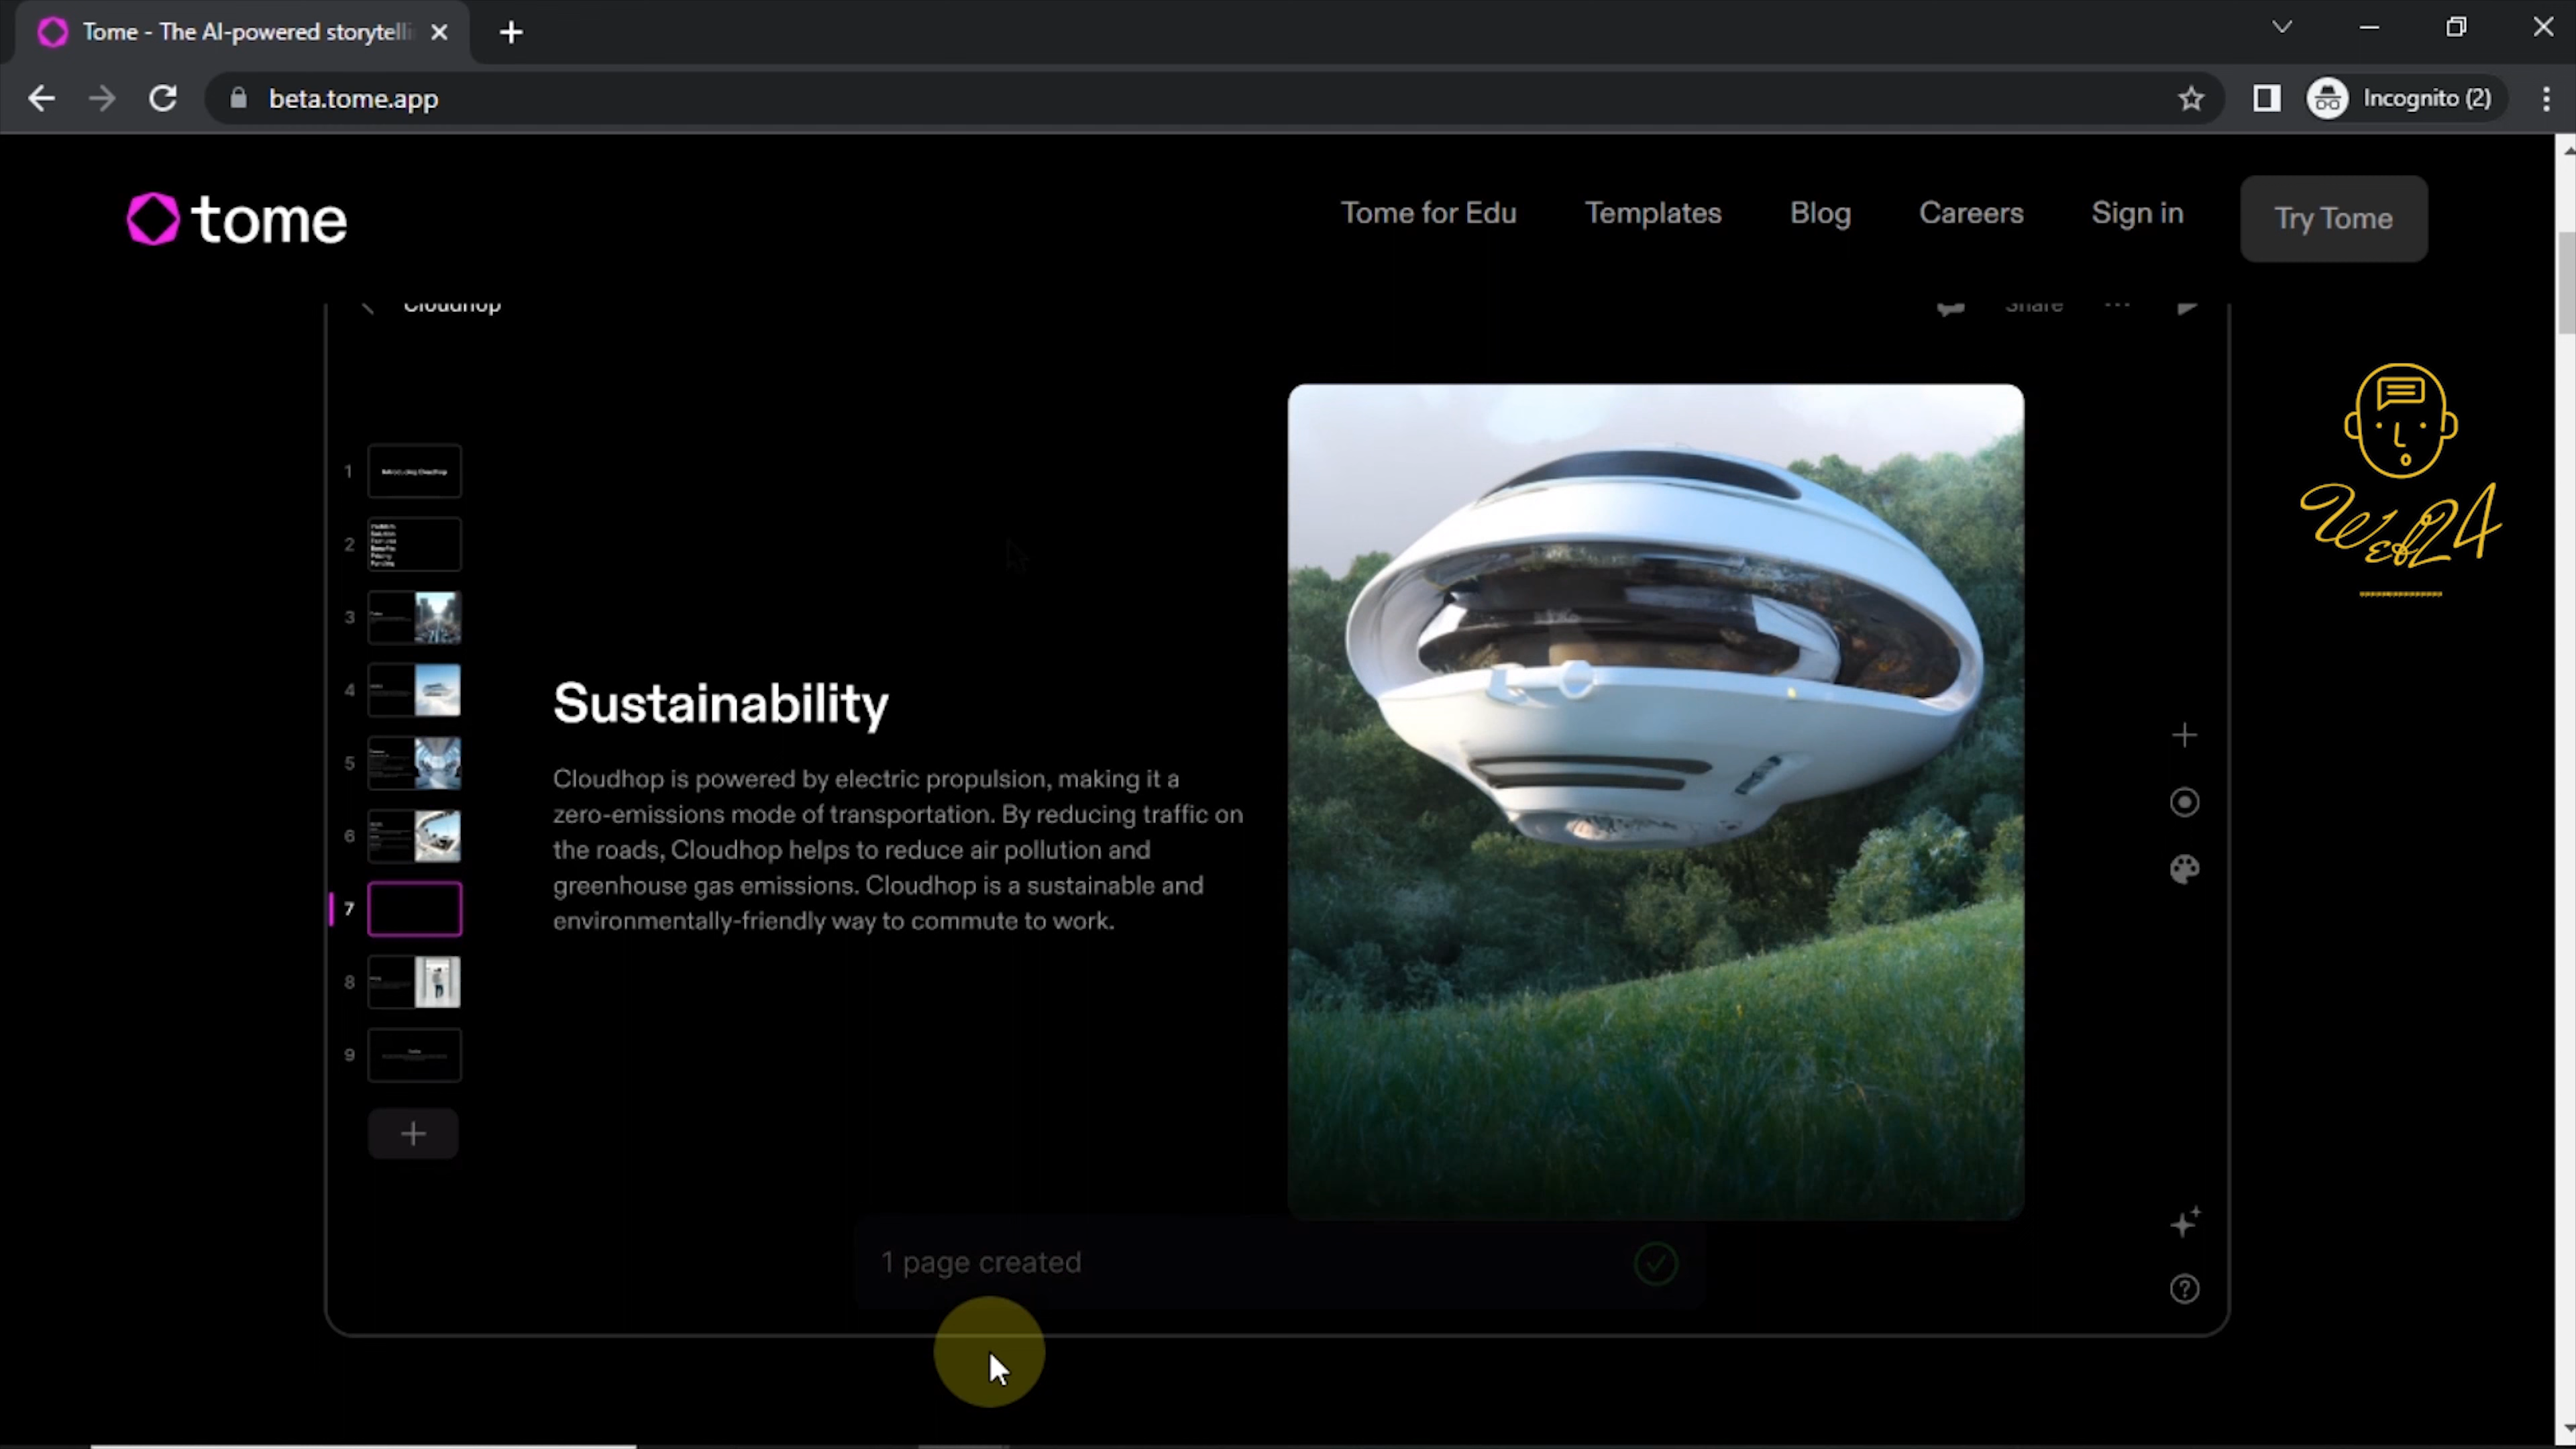 Tome - The AI-powered storytelli
beta.tome.app
Incognito (2)
tome
Tome for Edu
Templates
Blog
Careers
Sign in
Try Tome
Cloudhop
Share
1
2
3
4
5
6
7
8
9
Sustainability
Cloudhop is powered by electric propulsion, making it a
zero-emissions mode of transportation. By reducing traffic on
the roads, Cloudhop helps to reduce air pollution and
greenhouse gas emissions. Cloudhop is a sustainable and
environmentally-friendly way to commute to work.
1 page created
Web24